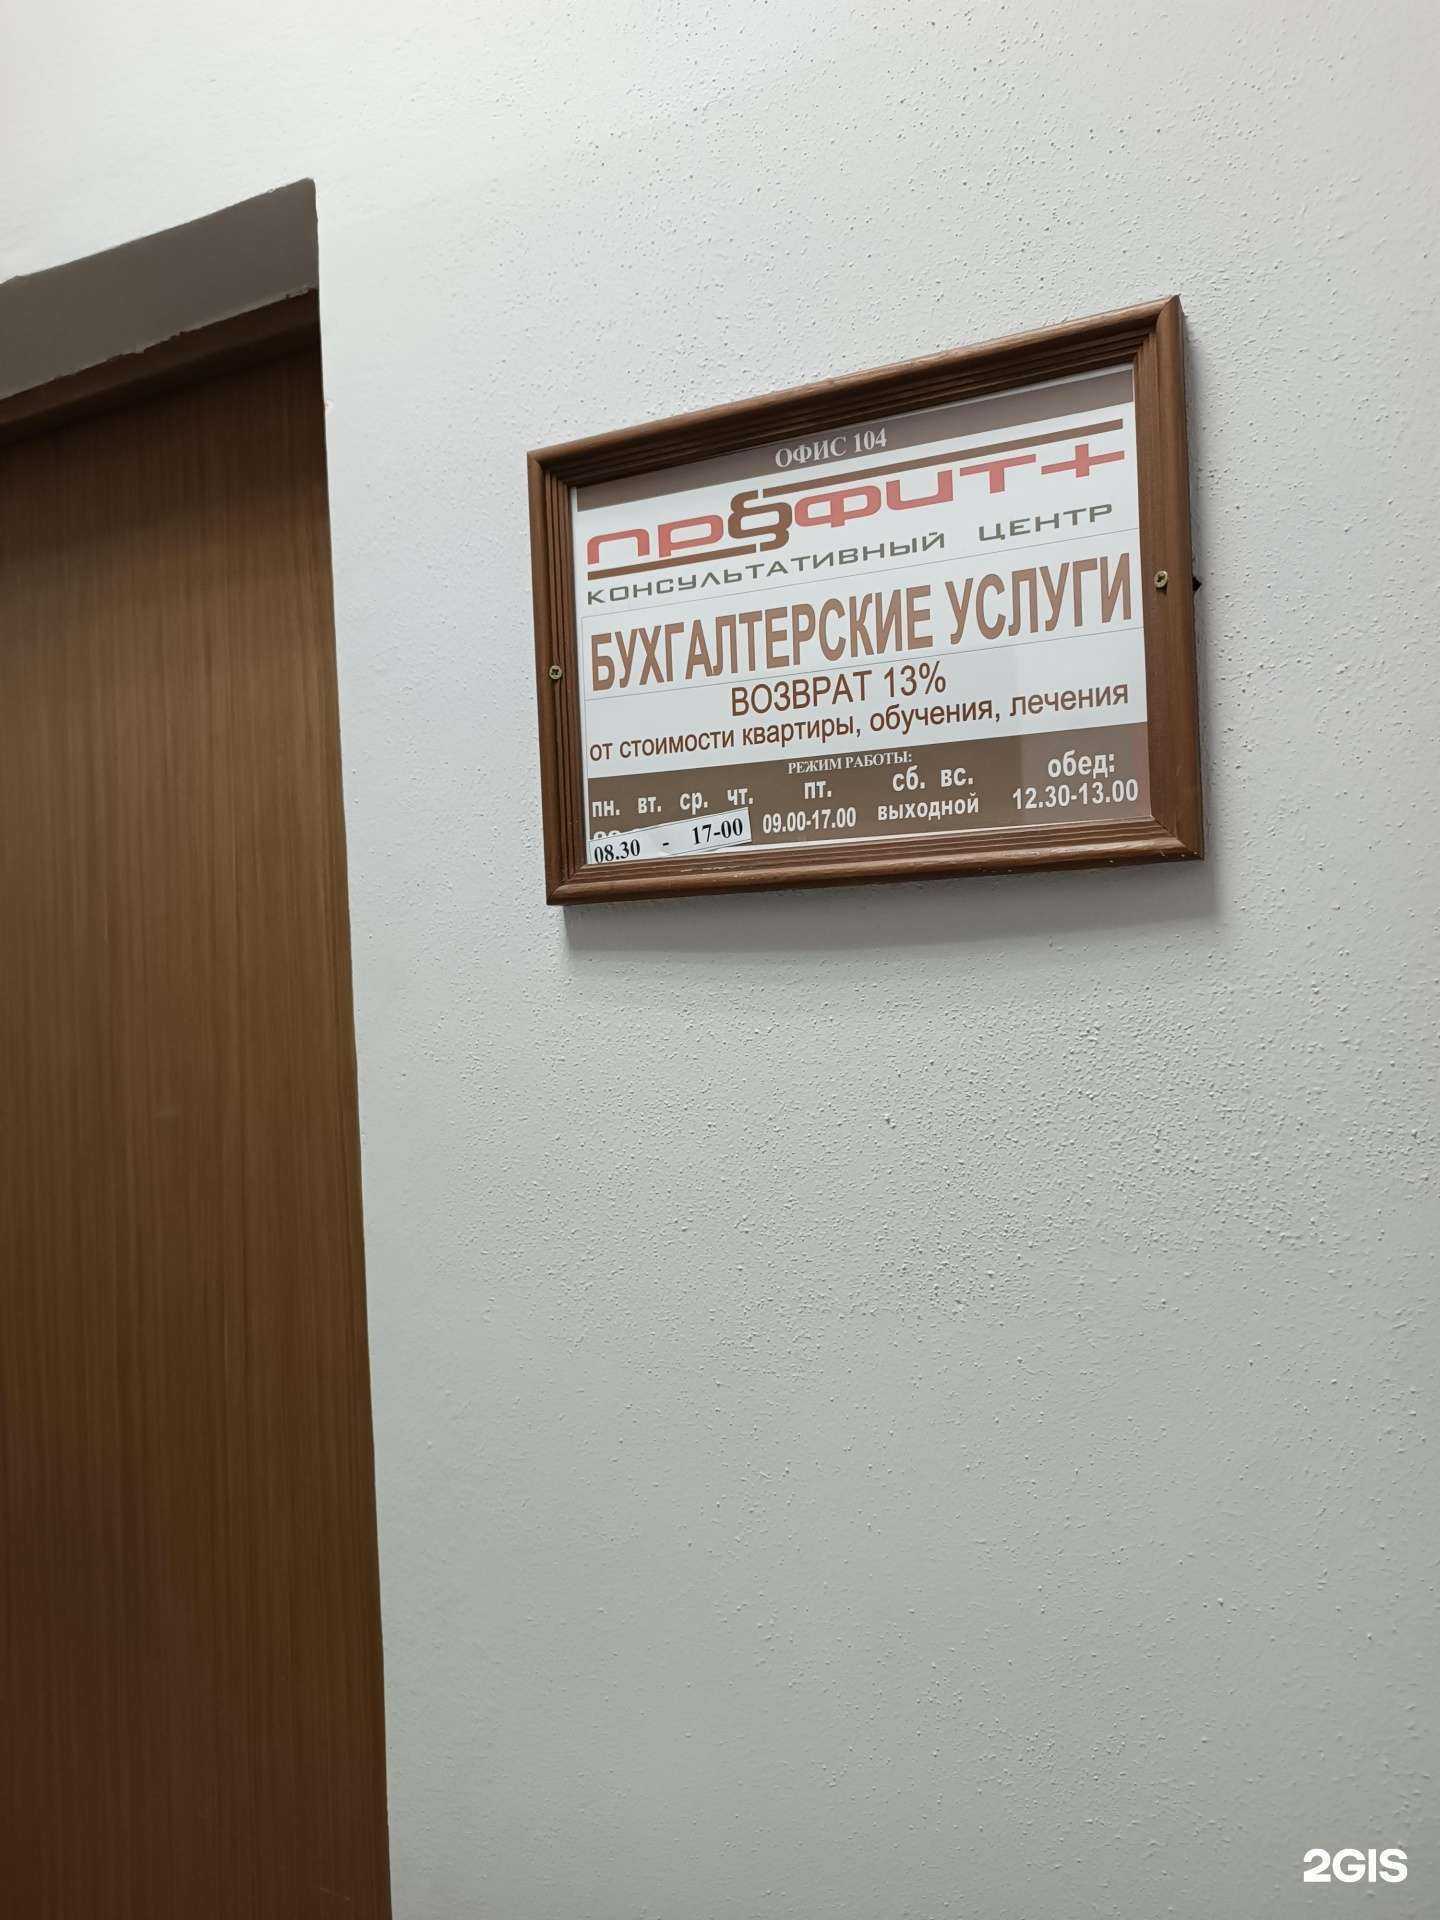 ОФИС 104
ПРОФИТ+
КОНСУЛЬТАТИВНЫЙ ЦЕНТР
БУХГАЛТЕРСКИЕ УСЛУГИ
ВОЗВРАТ 13%
от стоимости квартиры, обучения, лечения
РЕЖИМ РАБОТЫ:
пн. вт. ср. чт. пт. сб. вс. обед:
08.30 - 17-00 09.00-17.00 выходной 12.30-13.00
2GIS